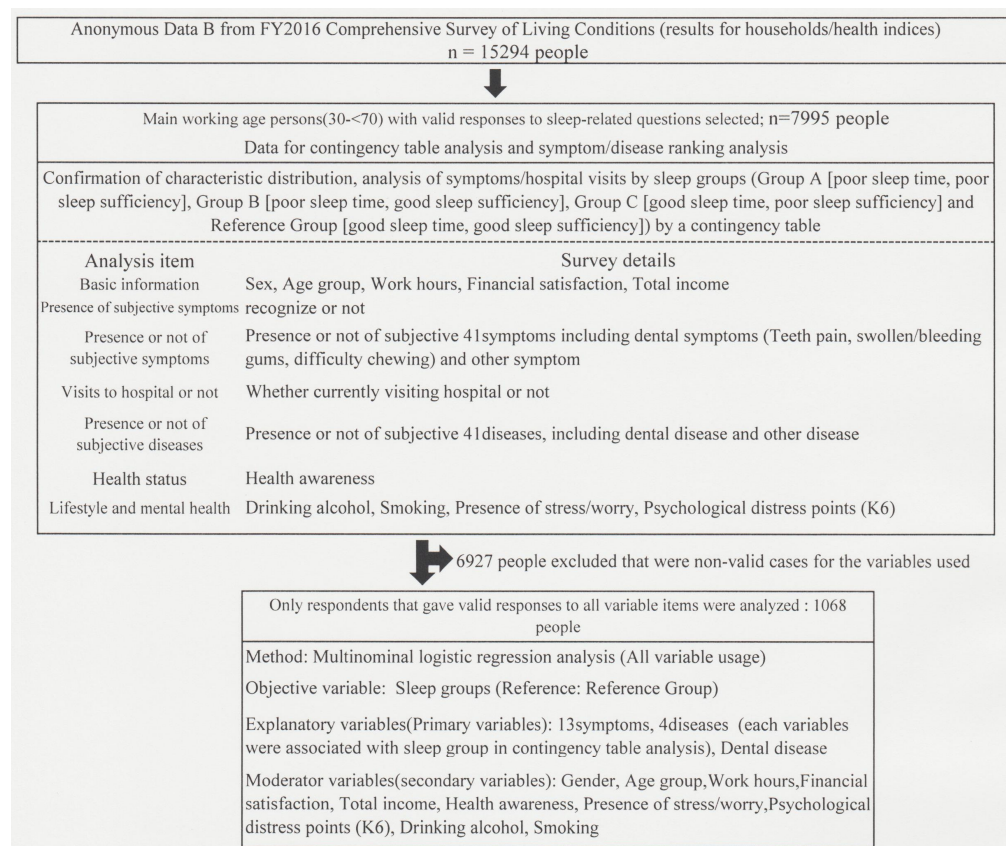 Anonymous Data B from FY2016 Comprehensive Survey of Living Conditions (results for households/health indices)
n = 15294 people
Main working age persons(30-<70) with valid responses to sleep-related questions selected; n=7995 people
Data for contingency table analysis and symptom/disease ranking analysis
Confirmation of characteristic distribution, analysis of symptoms/hospital visits by sleep groups (Group A [poor sleep time, poor
sleep sufficiency], Group B [poor sleep time, good sleep sufficiency], Group C [good sleep time, poor sleep sufficiency] and
Reference Group [good sleep time, good sleep sufficiency]) by a contingency table
Analysis item Survey details
Basic information Sex, Age group, Work hours, Financial satisfaction, Total income
Presence of subjective symptoms recognize or not
Presence or not of
subjective symptoms
Presence or not of subjective 41symptoms including dental symptoms (Teeth pain, swollen/bleeding
gums, difficulty chewing) and other symptom
Visits to hospital or not Whether currently visiting hospital or not
Presence or not of
subjective diseases
Presence or not of subjective 41diseases, including dental disease and other disease
Health status Health awareness
Lifestyle and mental health Drinking alcohol, Smoking, Presence of stress/worry, Psychological distress points (K6)
6927 people excluded that were non-valid cases for the variables used
Only respondents that gave valid responses to all variable items were analyzed : 1068
people
Method: Multinominal logistic regression analysis (All variable usage)
Objective variable: Sleep groups (Reference: Reference Group)
Explanatory variables(Primary variables): 13symptoms, 4diseases (each variables
were associated with sleep group in contingency table analysis), Dental disease
Moderator variables(secondary variables): Gender, Age group,Work hours,Financial
satisfaction, Total income, Health awareness, Presence of stress/worry,Psychological
distress points (K6), Drinking alcohol, Smoking